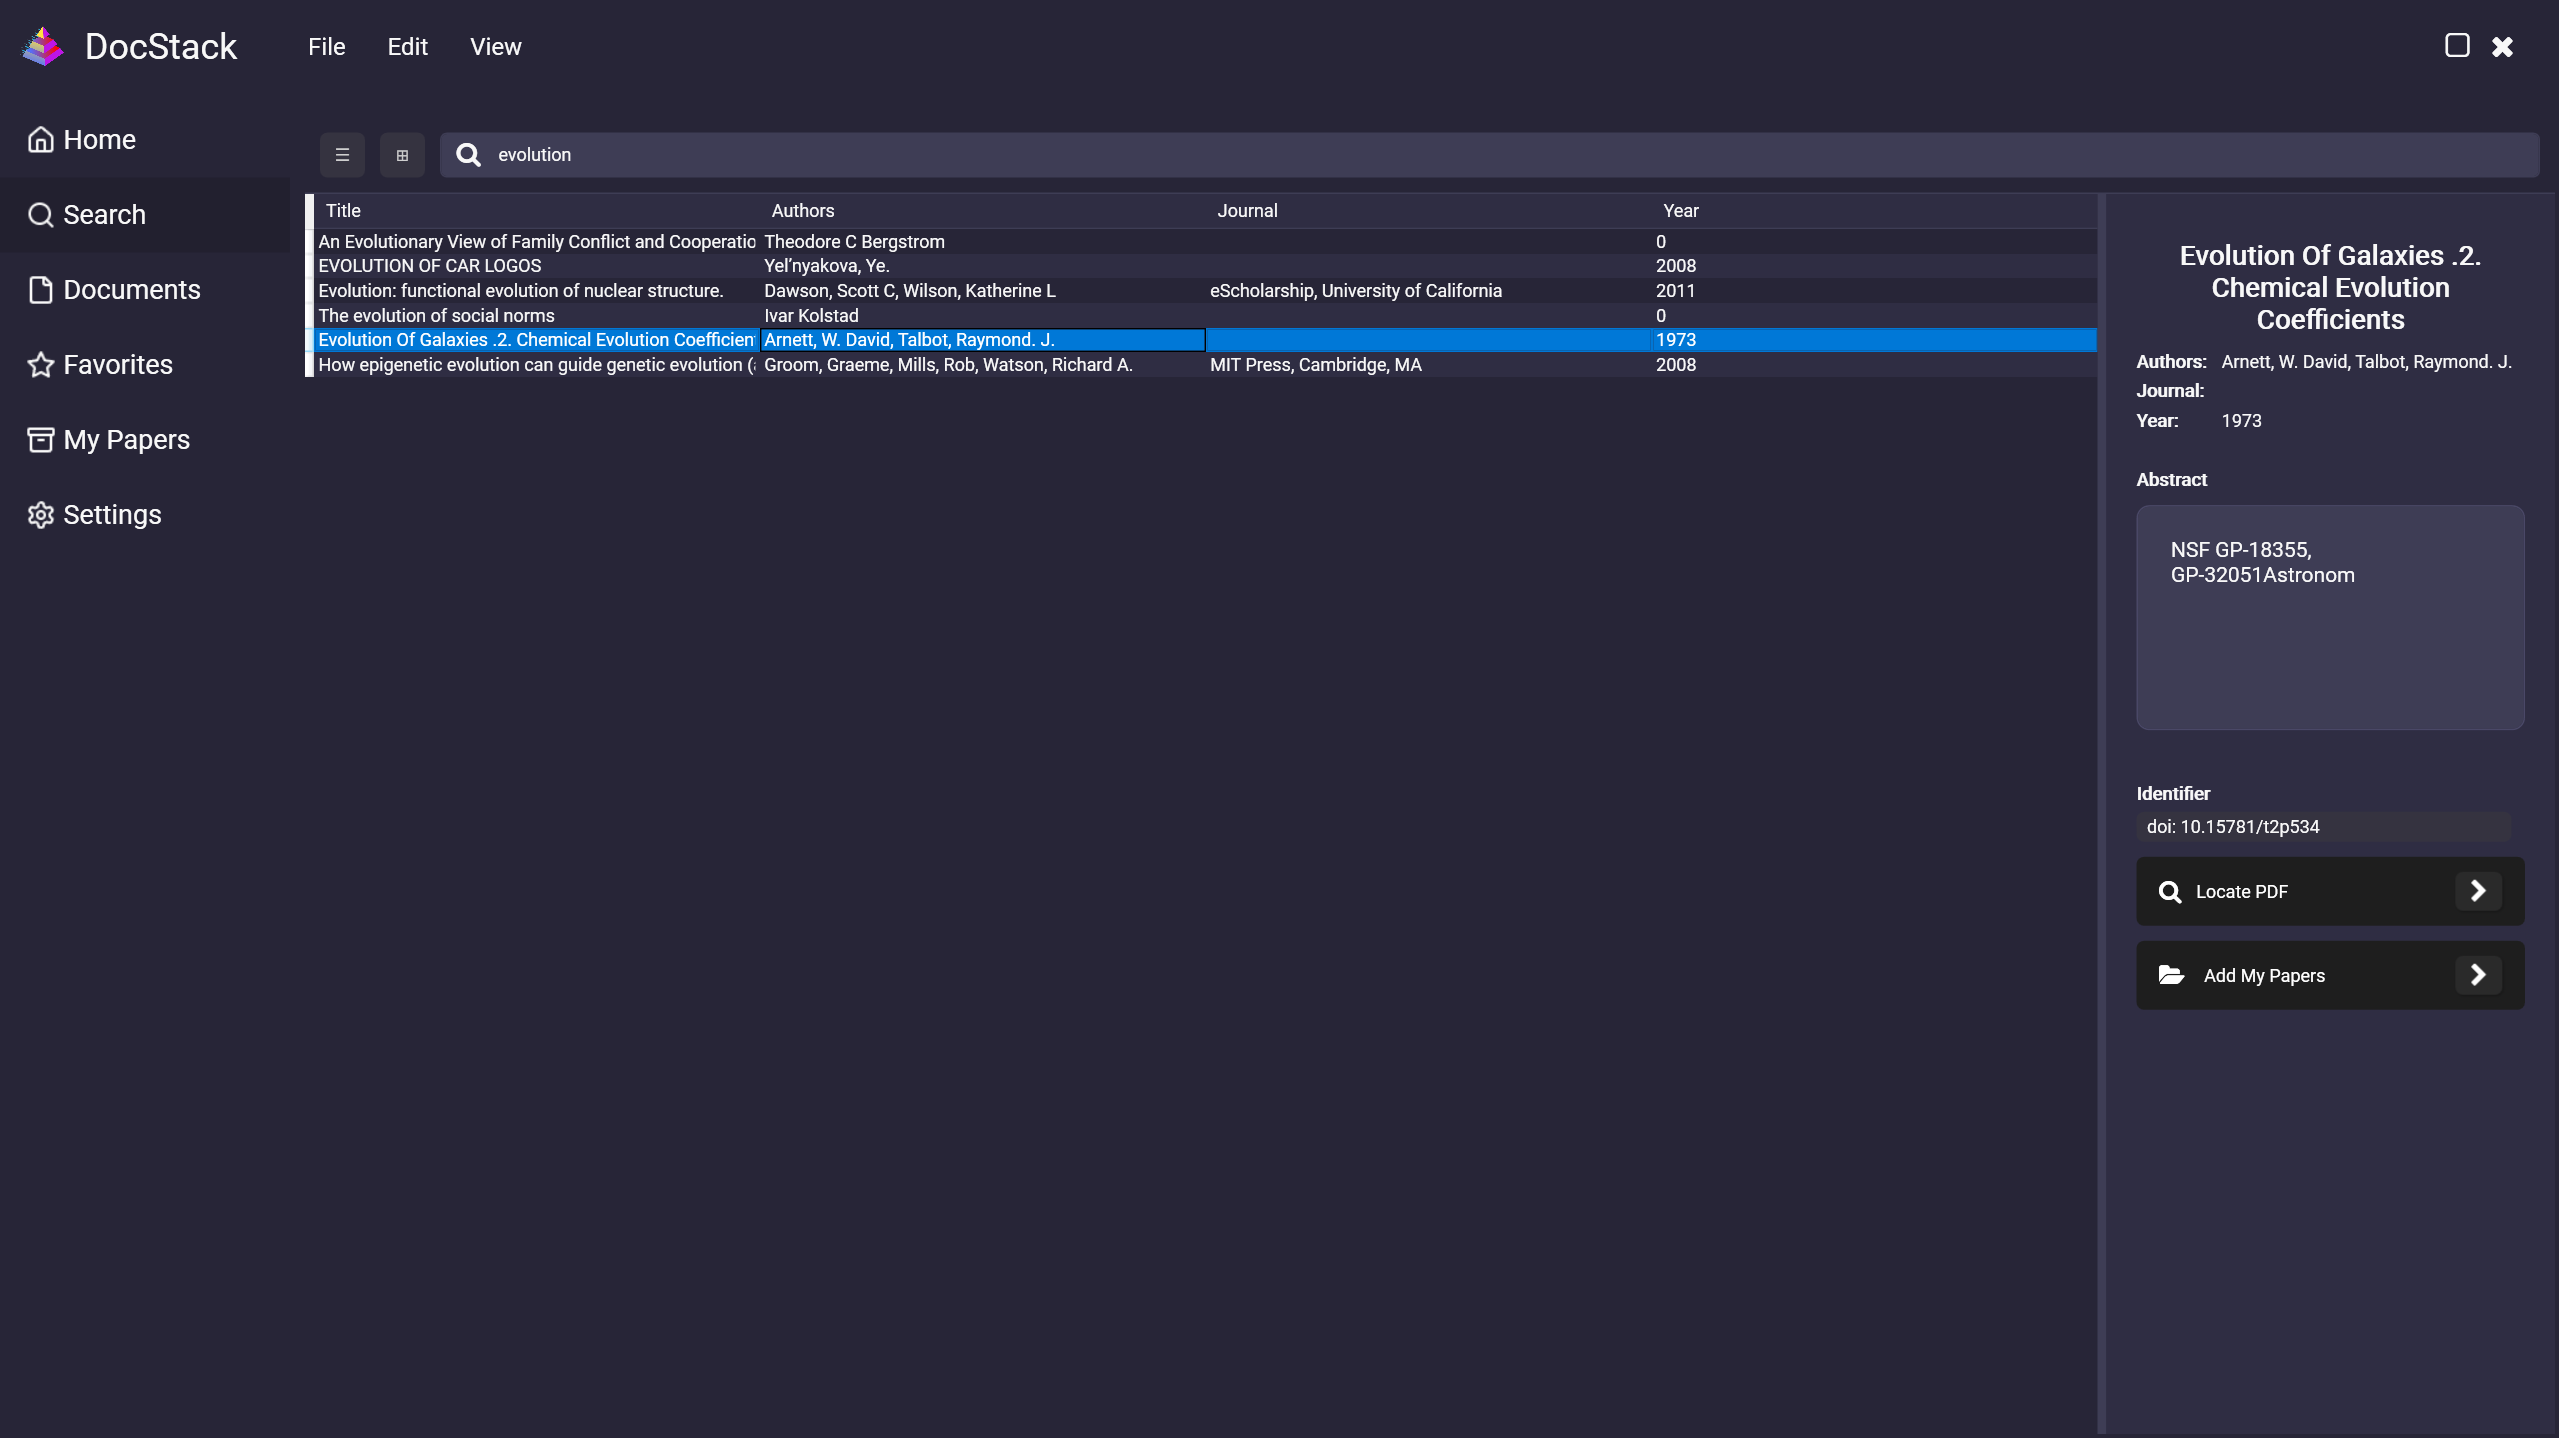 DocStack
File Edit View
Home
Search
Documents
Favorites
My Papers
Settings
evolution
Title Authors Journal Year
An Evolutionary View of Family Conflict and Cooperatio Theodore C Bergstrom 0
EVOLUTION OF CAR LOGOS Yel’nyakova, Ye. 2008
Evolution: functional evolution of nuclear structure. Dawson, Scott C, Wilson, Katherine L eScholarship, University of California 2011
The evolution of social norms Ivar Kolstad 0
Evolution Of Galaxies .2. Chemical Evolution Coefficien Arnett, W. David, Talbot, Raymond. J. 1973
How epigenetic evolution can guide genetic evolution ( Groom, Graeme, Mills, Rob, Watson, Richard A. MIT Press, Cambridge, MA 2008
Evolution Of Galaxies .2.
Chemical Evolution
Coefficients
Authors: Arnett, W. David, Talbot, Raymond. J.
Journal:
Year: 1973
Abstract
NSF GP-18355,
GP-32051Astronom
Identifier
doi: 10.15781/t2p534
Locate PDF
Add My Papers